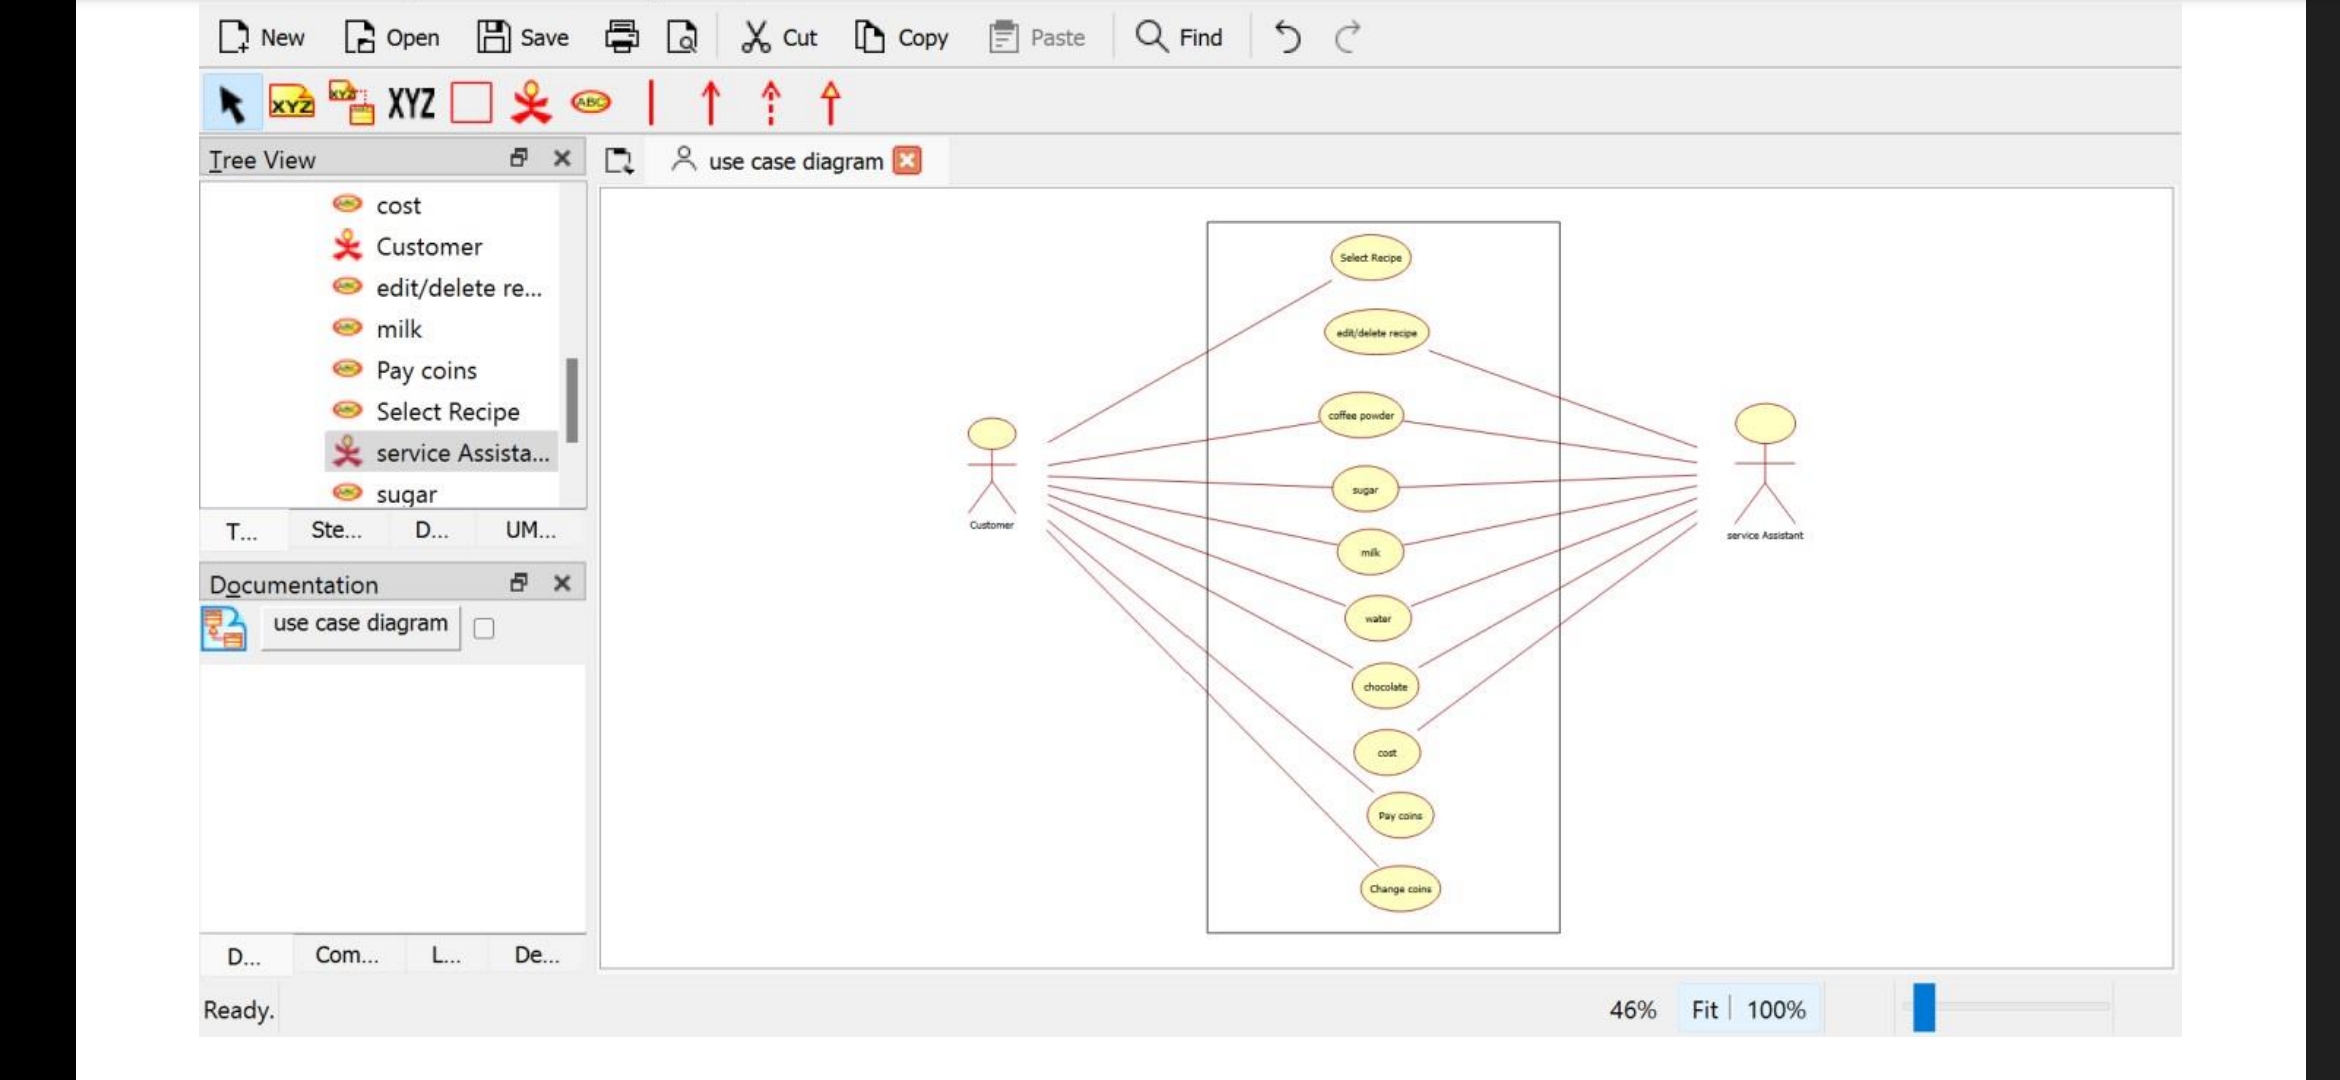 New Open Save Cut Copy Paste Find
XYZ XYZ XYZ ABC
Tree View
use case diagram
cost
Customer
edit/delete re...
milk
Pay coins
Select Recipe
service Assista...
sugar
T... Ste... D... UM...
Documentation
use case diagram
D... Com... L... De...
Select Recipe
edit/delete recipe
coffee powder
sugar
milk
water
chocolate
cost
Pay coins
Change coins
Customer
service Assistant
Ready.
46% Fit 100%